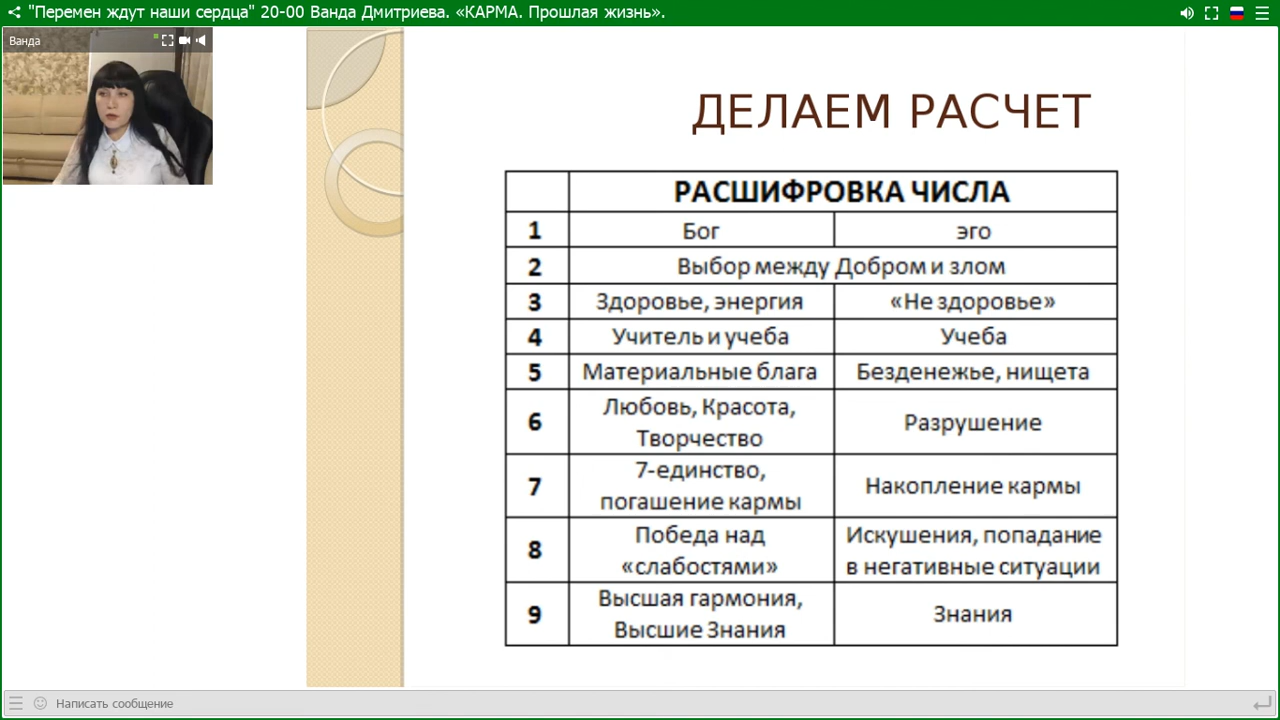 "Перемен ждут наши сердца" 20-00 Ванда Дмитриева. «КАРМА. Прошлая жизнь».
Ванда
ДЕЛАЕМ РАСЧЕТ
РАСШИФРОВКА ЧИСЛА
1 Бог эго
2 Выбор между Добром и злом
3 Здоровье, энергия «Не здоровье»
4 Учитель и учеба Учеба
5 Материальные блага Безденежье, нищета
6 Любовь, Красота,
Творчество
Разрушение
7 7-единство,
погашение кармы
Накопление кармы
8 Победа над
«слабостями»
Искушения, попадание
в негативные ситуации
9 Высшая гармония,
Высшие Знания
Знания
Написать сообщение